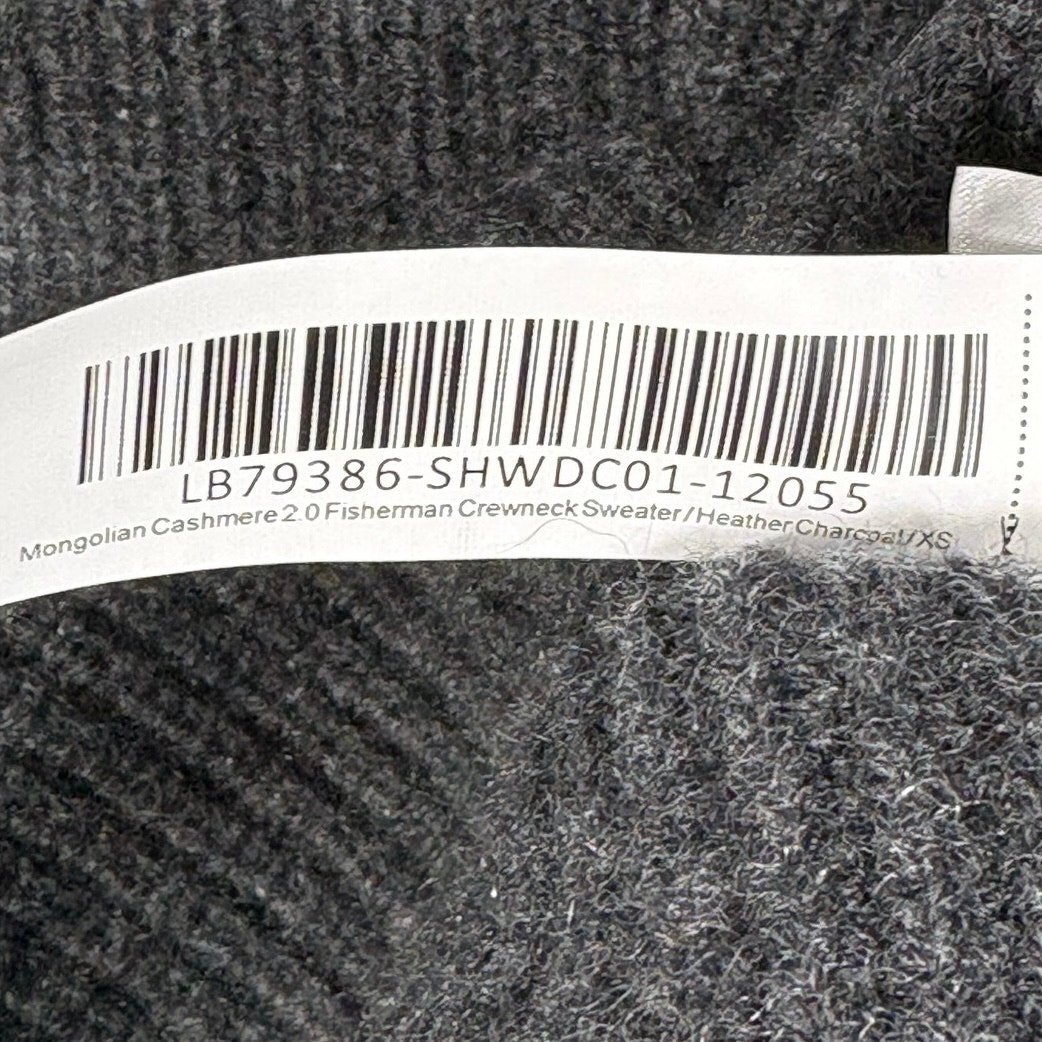 LB79386-SHWDC01-12055
Mongolian Cashmere 2.0 Fisherman Crewneck Sweater/Heather Charcoal/XS